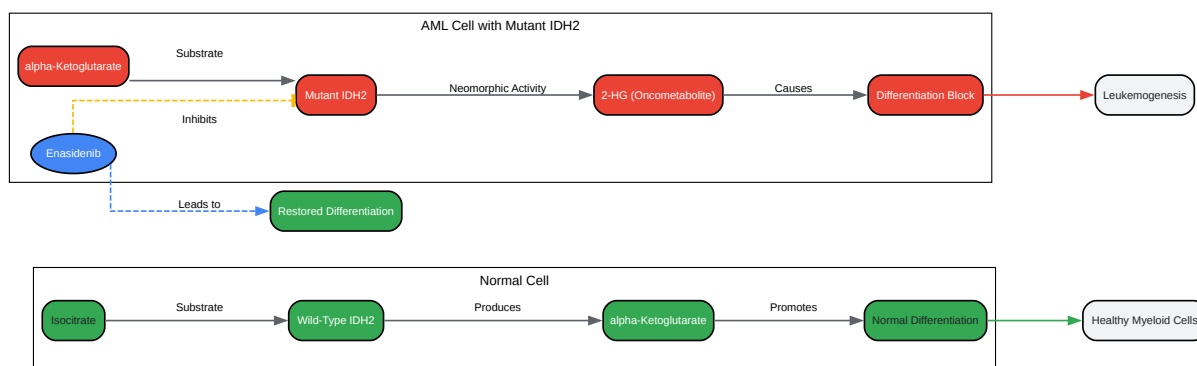 AML Cell with Mutant IDH2
alpha-Ketoglutarate
Substrate
Mutant IDH2
Neomorphic Activity
2-HG (Oncometabolite)
Causes
Differentiation Block
Leukemogenesis
Inhibits
Enasidenib
Leads to
Restored Differentiation
Normal Cell
Isocitrate
Substrate
Wild-Type IDH2
Produces
alpha-Ketoglutarate
Promotes
Normal Differentiation
Healthy Myeloid Cells